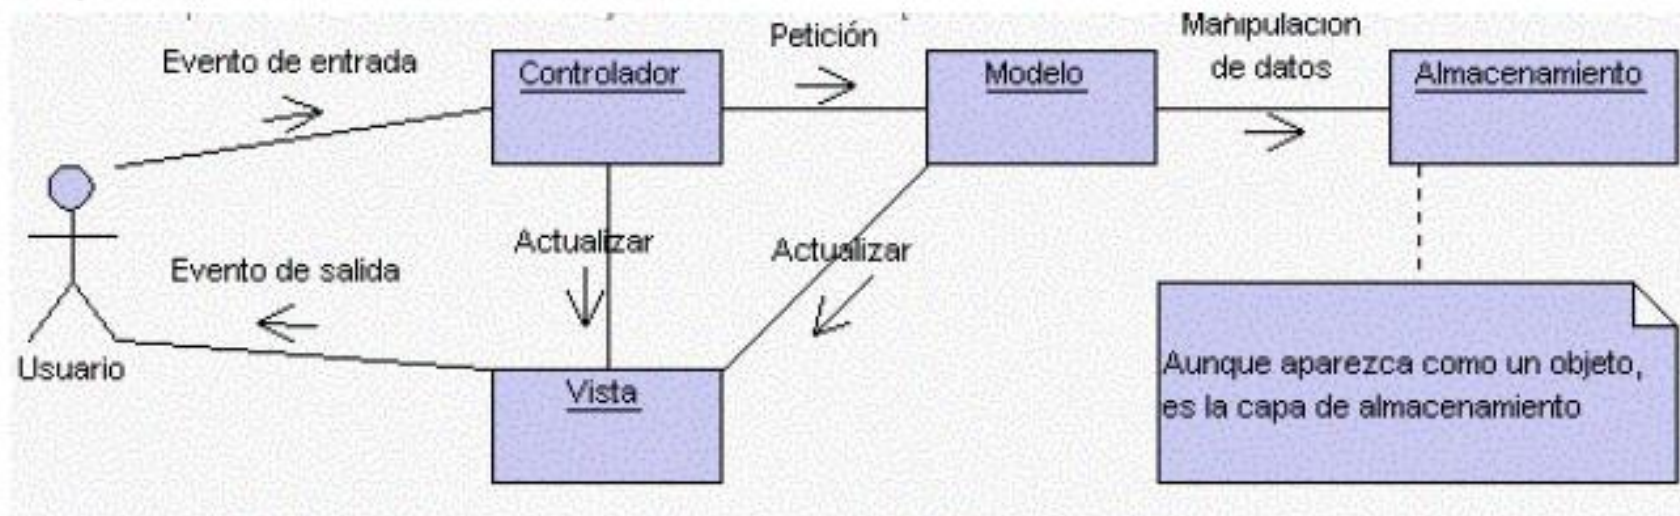 Evento de entrada
Controlador
Petición
Modelo
Manipulacion
de datos
Almacenamiento
Actualizar
Actualizar
Evento de salida
Usuario
Vista
Aunque aparezca como un objeto,
es la capa de almacenamiento